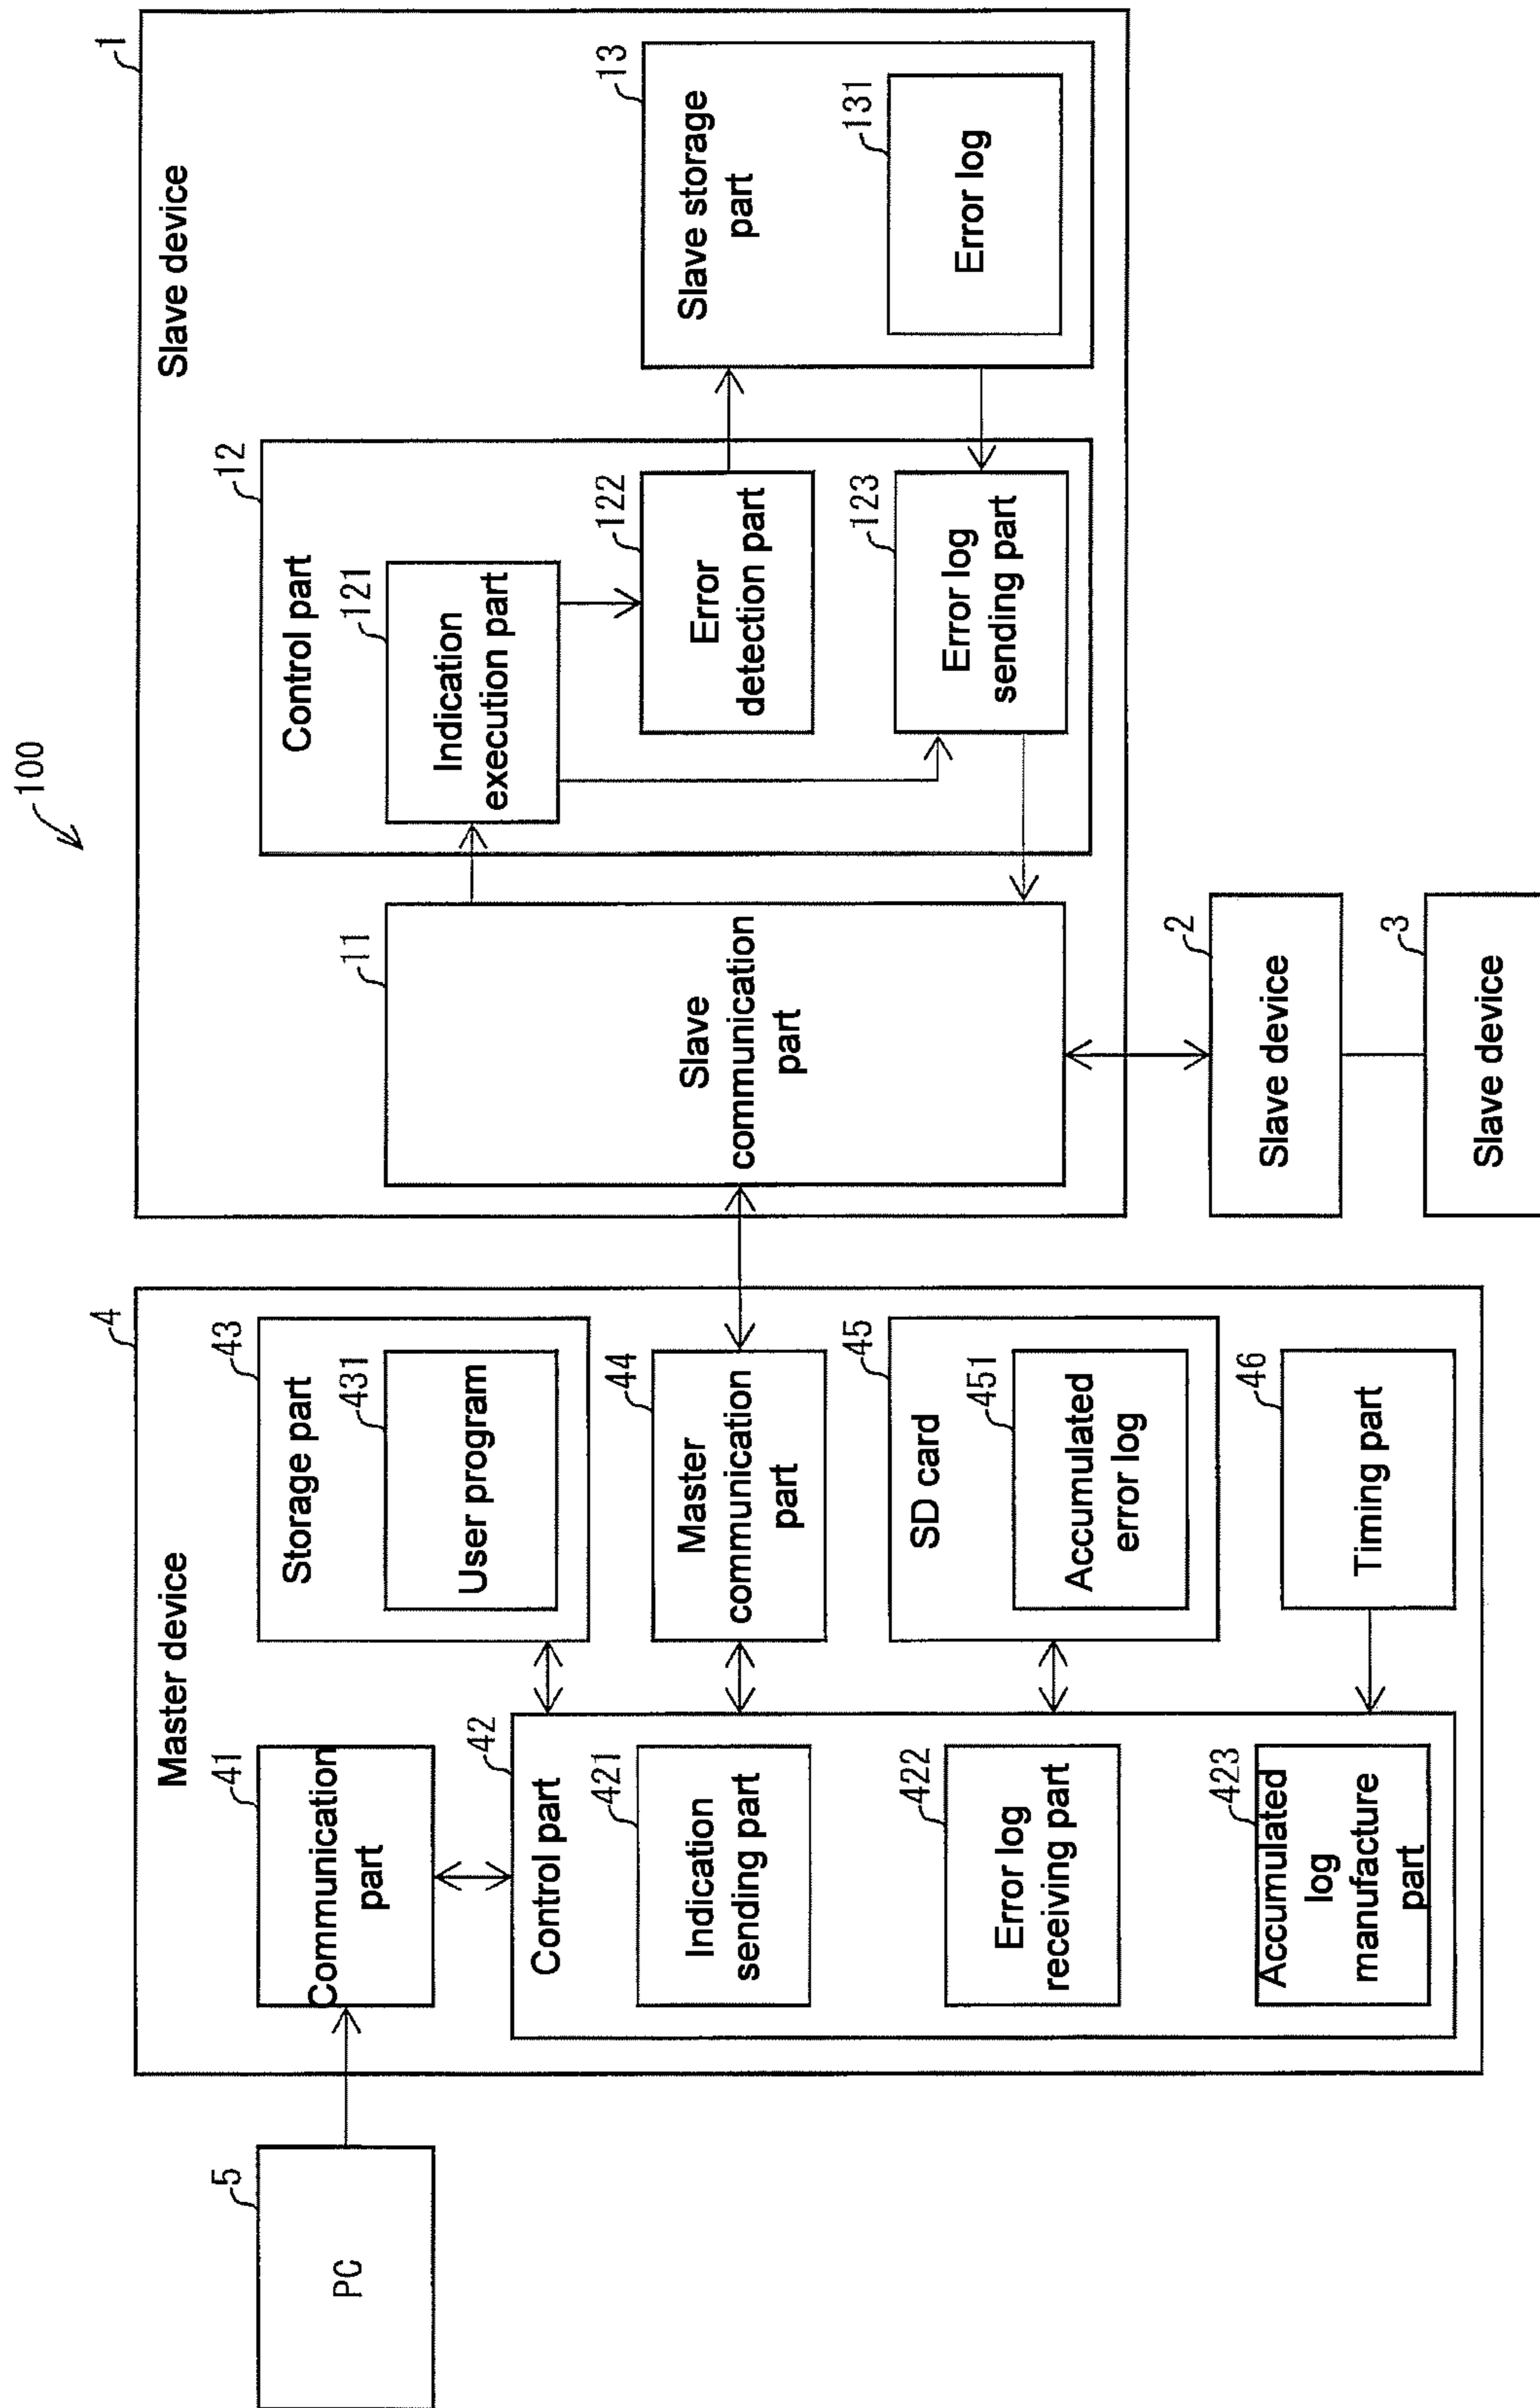 100
5
PC
4
Master device
41
Communication
part
42
Control part
421
Indication
sending part
422
Error log
receiving part
423
Accumulated
log
manufacture
part
43
Storage part
431
User program
44
Master
communication
part
45
SD card
451
Accumulated
error log
46
Timing part
1
Slave device
11
Slave
communication
part
12
Control part
121
Indication
execution part
122
Error
detection part
123
Error log
sending part
13
Slave storage
part
131
Error log
2
Slave device
3
Slave device